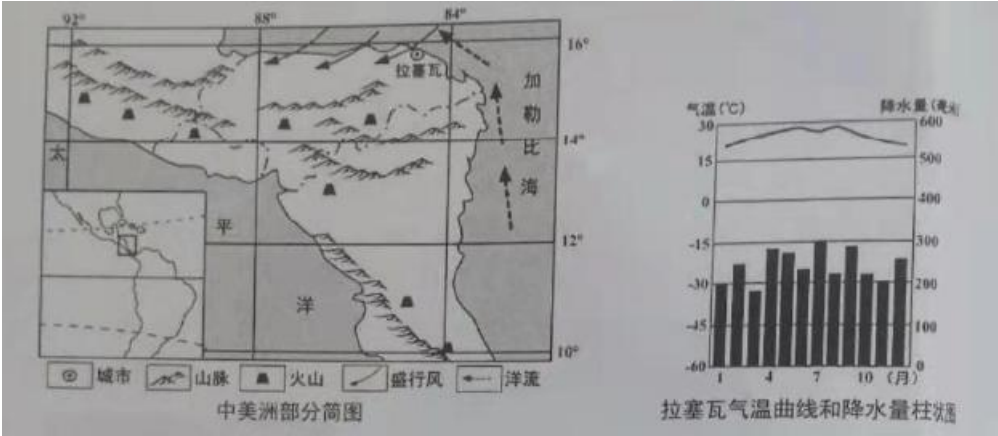 92°
88°
84°
16°
拉塞瓦
加
勒
比
海
14°
太
平
洋
12°
10°
城市
山脉
火山
盛行风
洋流
中美洲部分简图
气温(℃)
降水量(毫米)
30
15
0
-15
-30
-45
-60
600
500
400
300
200
100
0
1
4
7
10
(月)
拉塞瓦气温曲线和降水量柱状图